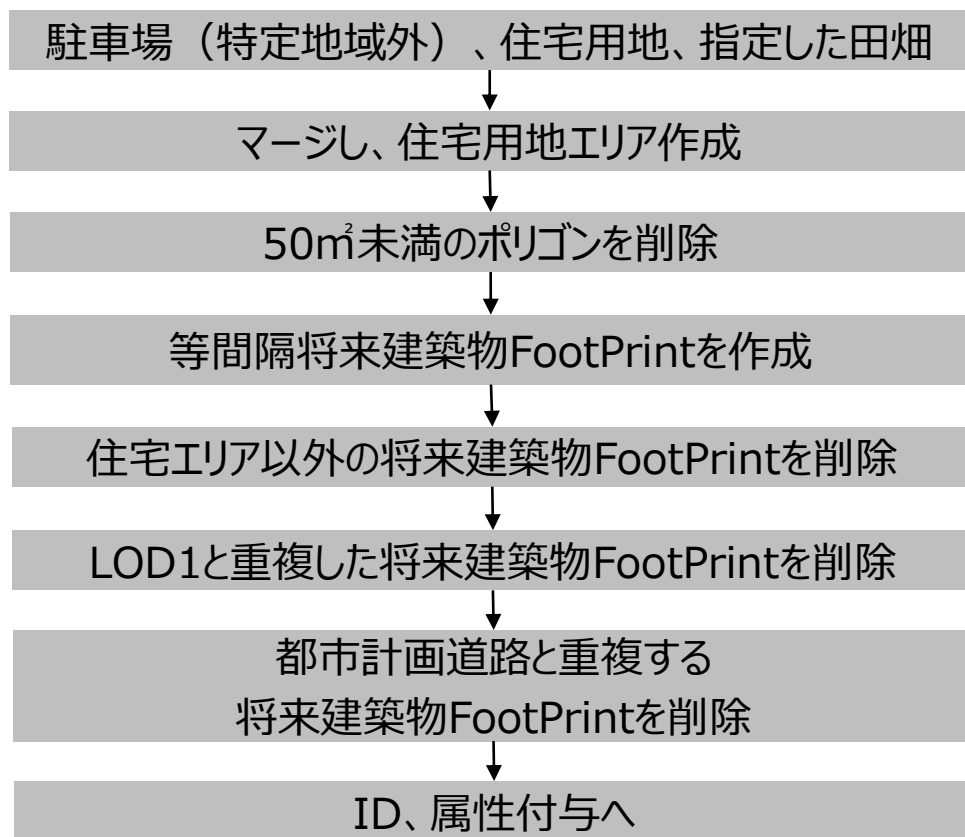 駐車場（特定地域外）、住宅用地、指定した田畑
マージし、住宅用地エリア作成
50㎡未満のポリゴンを削除
等間隔将来建築物FootPrintを作成
住宅エリア以外の将来建築物FootPrintを削除
LOD1と重複した将来建築物FootPrintを削除
都市計画道路と重複する
将来建築物FootPrintを削除
ID、属性付与へ